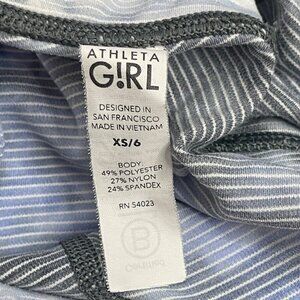 ATHLETA
G!RL
DESIGNED IN
SAN FRANCISCO
MADE IN VIETNAM
XS/6
BODY:
49% POLYESTER
27% NYLON
24% SPANDEX
RN 54023